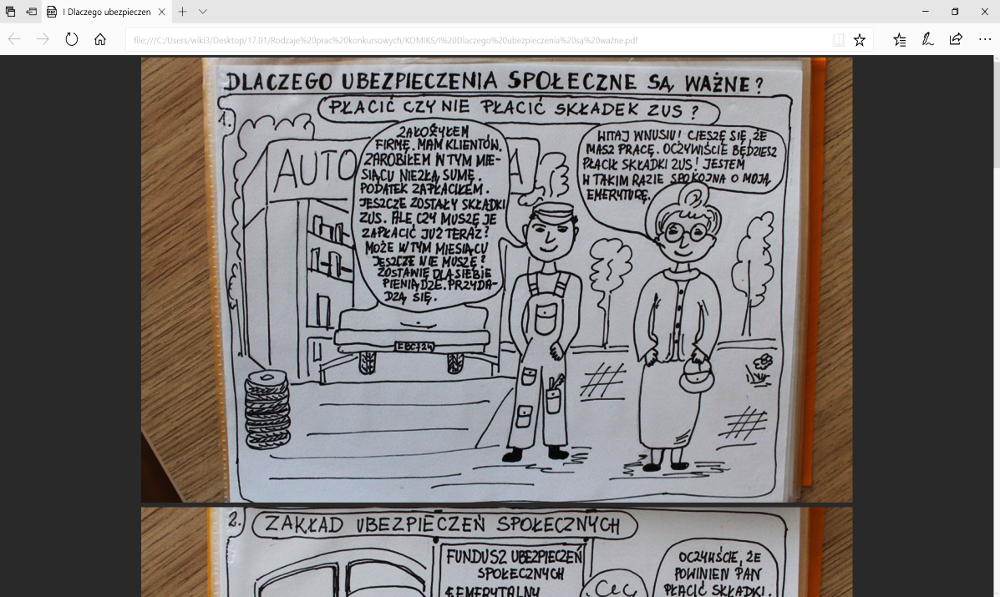 I Dlaczego ubezpieczen
file:///C:/Users/wiki3/Desktop/17.01/Rodzaje%20prac%20konkursowych/KOMIKS/I%20Dlaczego%20ubezpieczenia%20są%20ważne.pdf
DLACZEGO UBEZPIECZENIA SPOŁECZNE SĄ WAŻNE?
1.
PŁACIĆ CZY NIE PŁACIĆ SKŁADEK ZUS?
ZAŁOŻYŁEM
FIRMĘ. MAM KLIENTÓW.
ZAROBIŁEM W TYM MIE-
SIĄCU NIEZŁĄ SUMĘ.
PODATEK ZAPŁACIŁEM.
JESZCZE ZOSTAŁY SKŁADKI
ZUS. ALE CZY MUSZĘ JE
ZAPŁACIĆ JUŻ TERAZ?
MOŻE W TYM MIESIĄCU
JESZCZE NIE MUSZĘ?
ZOSTAWIĘ DLA SIEBIE
PIENIĄDZE. PRZYDA-
DZĄ SIĘ.
WITAJ WNUSIU! CIESZĘ SIĘ, ŻE
MASZ PRACĘ. OCZYWIŚCIE BĘDZIESZ
PŁACIŁ SKŁADKI ZUS! JESTEM
W TAKIM RAZIE SPOKOJNA O MOJĄ
EMERYTURĘ.
AUTO
A
EBC724
2.
ZAKŁAD UBEZPIECZEŃ SPOŁECZNYCH
FUNDUSZ UBEZPIECZEŃ
SPOŁECZNYCH
EMERYTALNY
OCZYWIŚCIE, ŻE
POWINIEN PAN
PŁACIĆ SKŁADKI.